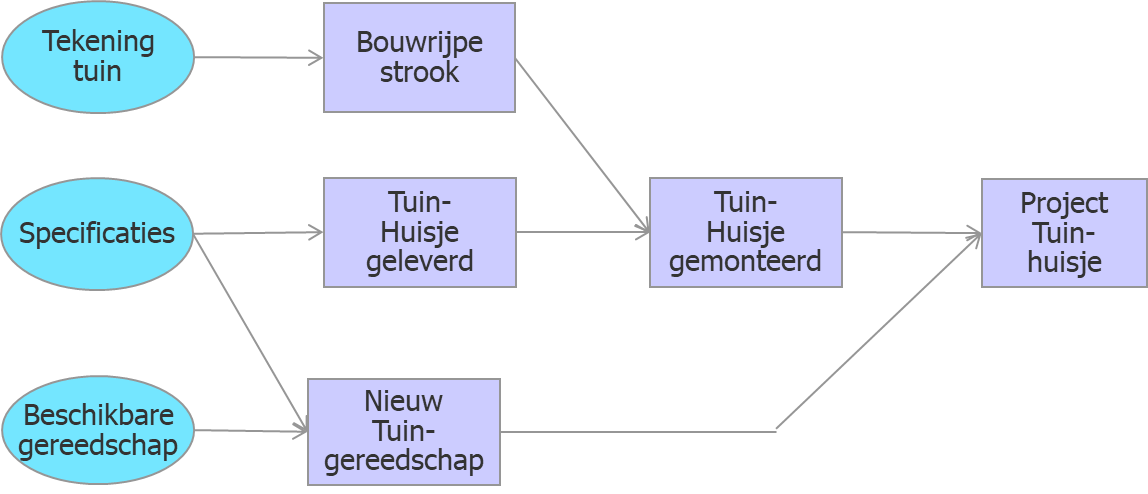 Tekening
tuin
Bouwrijpe
strook
Specificaties
Tuin-
Huisje
geleverd
Tuin-
Huisje
gemonteerd
Project
Tuin-
huisje
Beschikbare
gereedschap
Nieuw
Tuin-
gereedschap